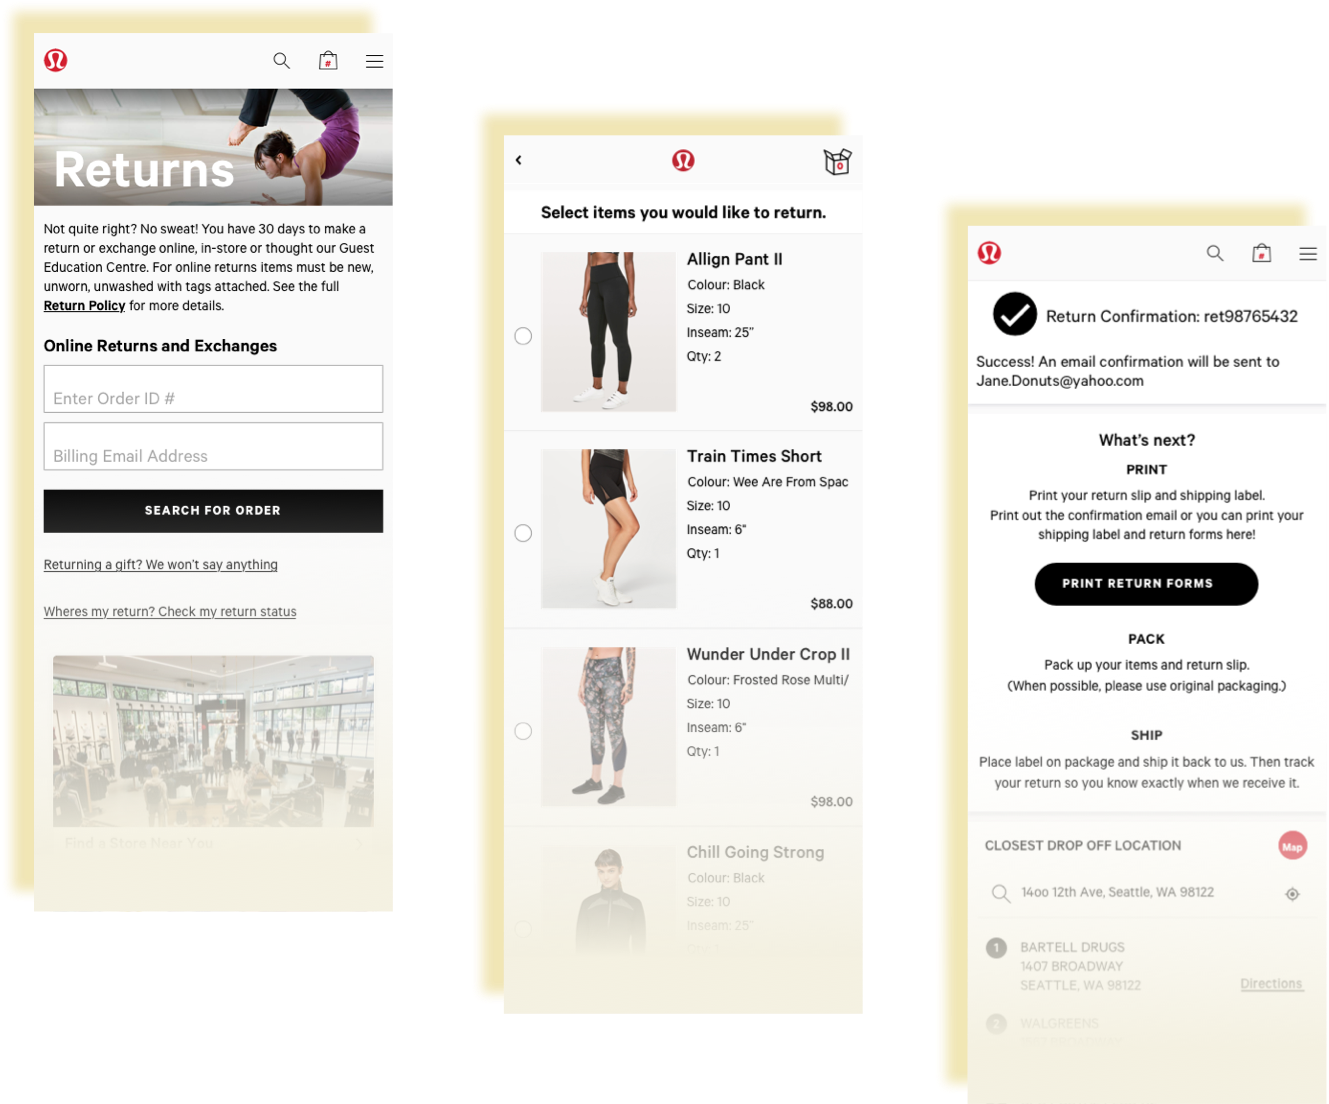 #
Returns
Not quite right? No sweat! You have 30 days to make a
return or exchange online, in-store or thought our Guest
Education Centre. For online returns items must be new,
unworn, unwashed with tags attached. See the full
Return Policy for more details.
Online Returns and Exchanges
Enter Order ID #
Billing Email Address
SEARCH FOR ORDER
Returning a gift? We won't say anything
Wheres my return? Check my return status
Find a Store Near You
0
Select items you would like to return.
Allign Pant II
Colour: Black
Size: 10
Inseam: 25"
Qty: 2
$98.00
Train Times Short
Colour: Wee Are From Spac
Size: 10
Inseam: 6"
Qty: 1
$88.00
Wunder Under Crop II
Colour: Frosted Rose Multi/
Size: 10
Inseam: 6"
Qty: 1
$98.00
Chill Going Strong
Colour: Black
Size: 10
Inseam: 25"
Qty: 1
#
Return Confirmation: ret98765432
Success! An email confirmation will be sent to
Jane.Donuts@yahoo.com
What's next?
PRINT
Print your return slip and shipping label.
Print out the confirmation email or you can print your
shipping label and return forms here!
PRINT RETURN FORMS
PACK
Pack up your items and return slip.
(When possible, please use original packaging.)
SHIP
Place label on package and ship it back to us. Then track
your return so you know exactly when we receive it.
CLOSEST DROP OFF LOCATION
Map
14oo 12th Ave, Seattle, WA 98122
1
BARTELL DRUGS
1407 BROADWAY
SEATTLE, WA 98122
Directions
2
WALGREENS